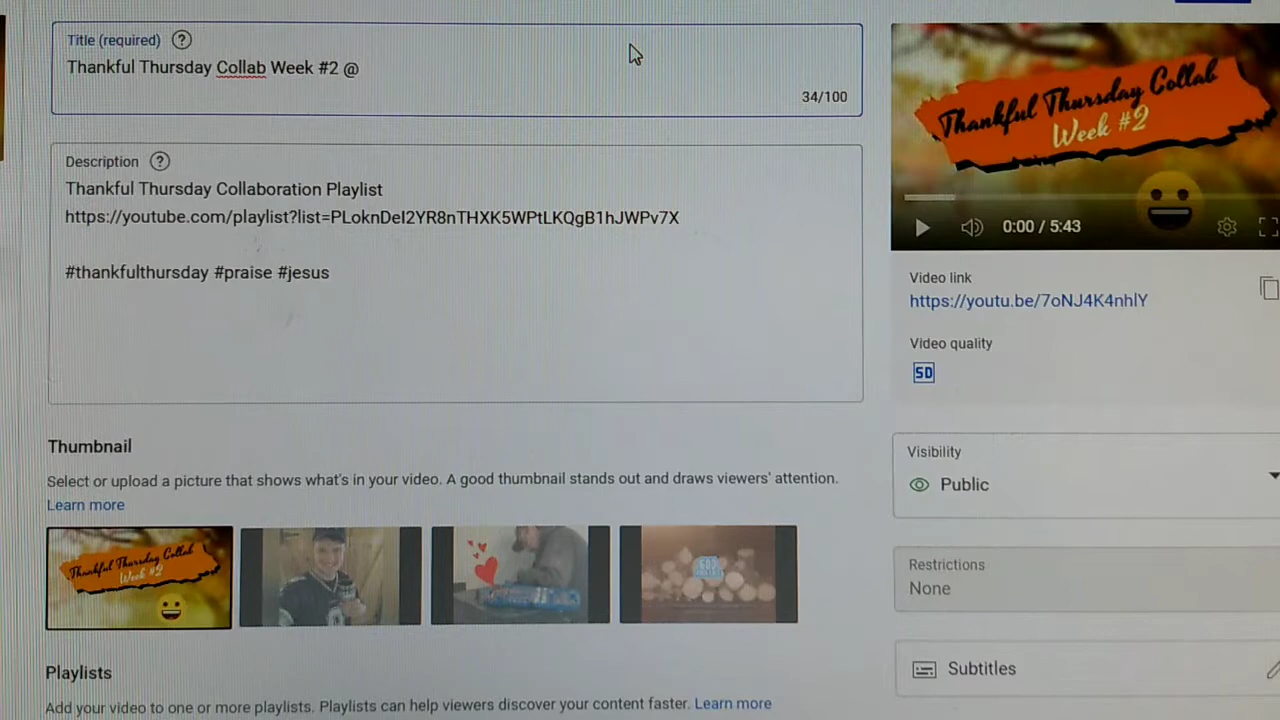 Title (required) ?
Thankful Thursday Collab Week #2 @
34/100
Description ?
Thankful Thursday Collaboration Playlist
https://youtube.com/playlist?list=PLoknDeI2YR8nTHXK5WPtLKQgB1hJWPv7X
#thankfulthursday #praise #jesus
Thumbnail
Select or upload a picture that shows what's in your video. A good thumbnail stands out and draws viewers' attention.
Learn more
Thankful Thursday Collab
Week #2
Playlists
Add your video to one or more playlists. Playlists can help viewers discover your content faster. Learn more
Thankful Thursday Collab
Week #2
0:00 / 5:43
Video link
https://youtu.be/7oNJ4K4nhlY
Video quality
SD
Visibility
Public
Restrictions
None
Subtitles